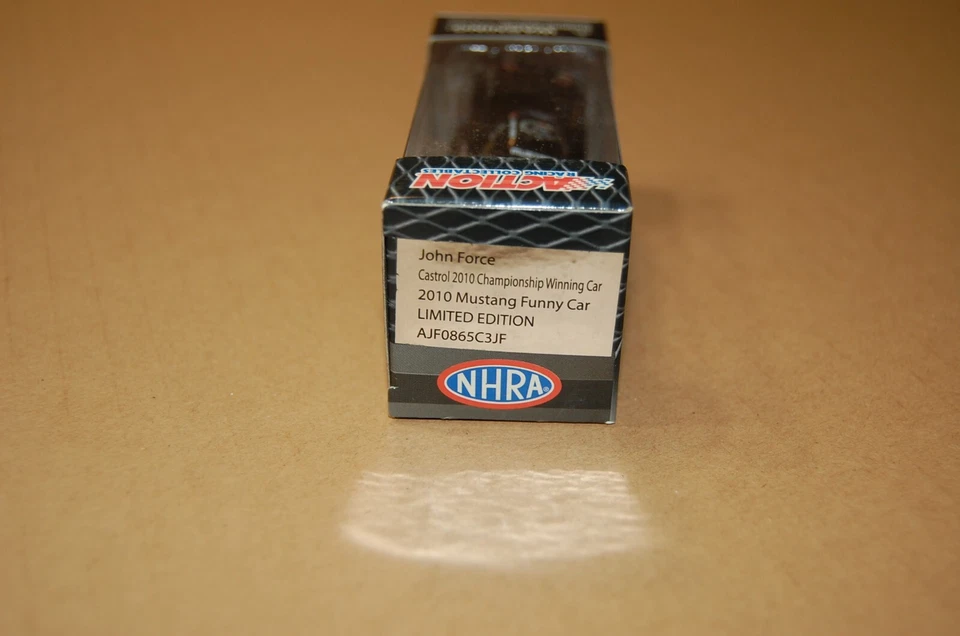 ACTION
RACING COLLECTABLES
John Force
Castrol 2010 Championship Winning Car
2010 Mustang Funny Car
LIMITED EDITION
AJF0865C3JF
NHRA